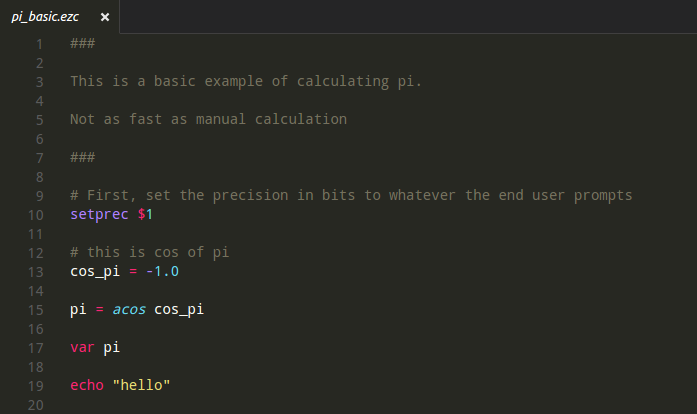 pi_basic.ezc ×
1 ###
2
3 This is a basic example of calculating pi.
4
5 Not as fast as manual calculation
6
7 ###
8
9 # First, set the precision in bits to whatever the end user prompts
10 setprec $1
11
12 # this is cos of pi
13 cos_pi = -1.0
14
15 pi = acos cos_pi
16
17 var pi
18
19 echo "hello"
20